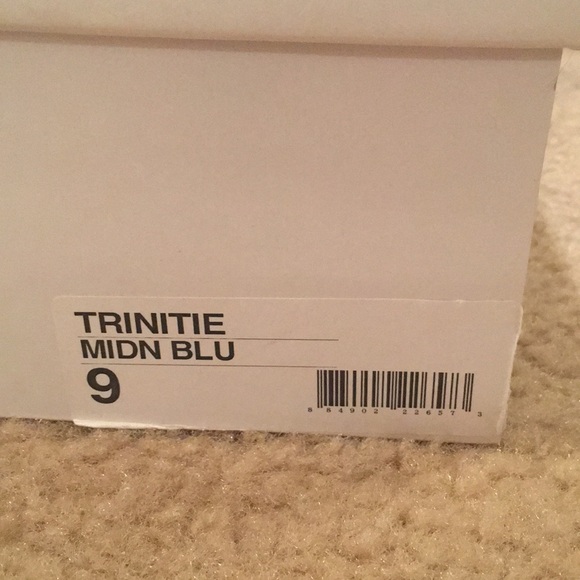 TRINITIE
MIDN BLU
9
8 84902 22657 3